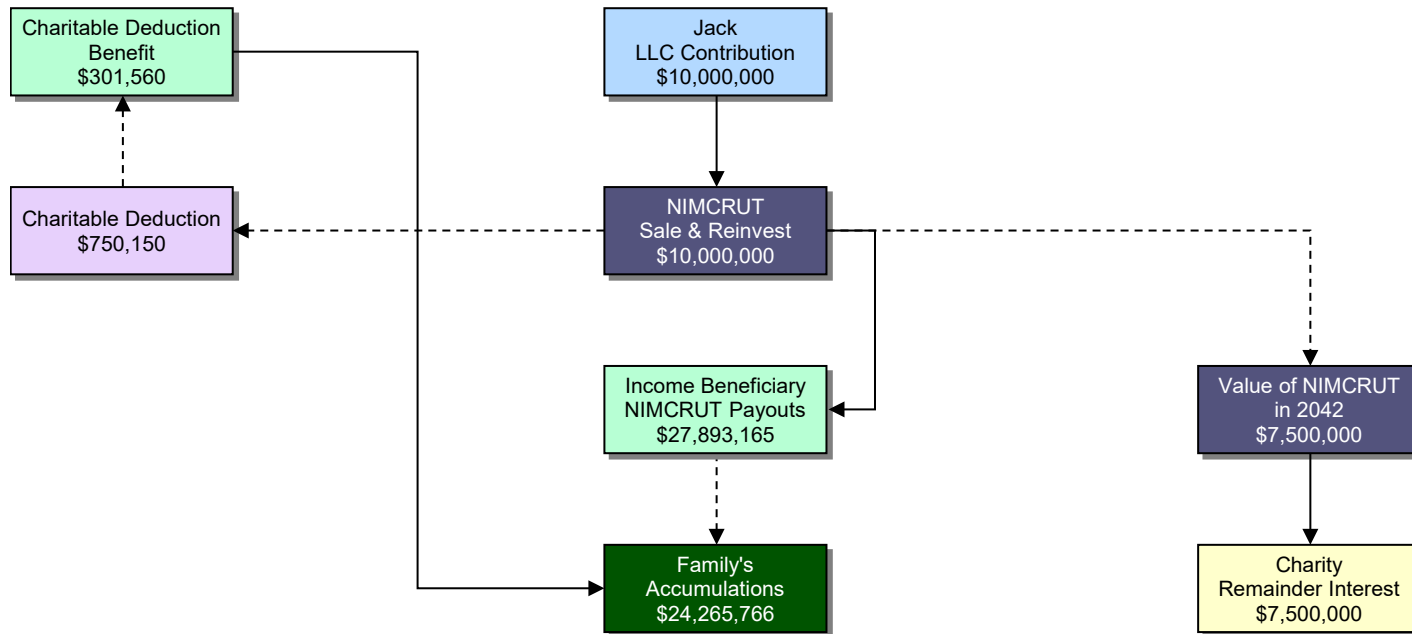 Charitable Deduction
Benefit
$301,560
Jack
LLC Contribution
$10,000,000
Charitable Deduction
$750,150
NIMCRUT
Sale & Reinvest
$10,000,000
Income Beneficiary
NIMCRUT Payouts
$27,893,165
Value of NIMCRUT
in 2042
$7,500,000
Family's
Accumulations
$24,265,766
Charity
Remainder Interest
$7,500,000